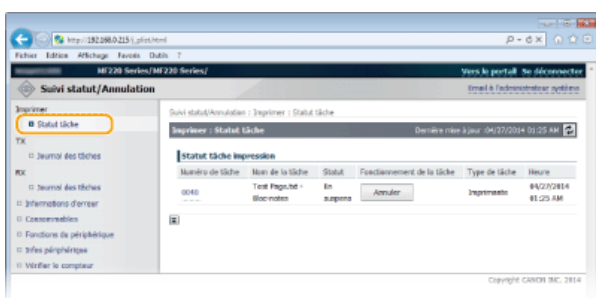 http://192.168.0.215/j_plist.html
Fichier Edition Affichage Favoris Outils ?
MF220 Series/MF220 Series/
Vers le portail Se déconnecter
Suivi statut/Annulation
Email à l'administrateur système
Imprimer
Statut tâche
TX
Journal des tâches
RX
Journal des tâches
Informations d'erreur
Consommables
Fonctions de périphérique
Infos périphérique
Vérifier le compteur
Suivi statut/Annulation : Imprimer : Statut tâche
Imprimer : Statut tâche
Dernière mise à jour :04/27/2014 01:25 AM
Statut tâche impression
Numéro de tâche Nom de la tâche Statut Fonctionnement de la tâche Type de tâche Heure
0040 Test Page.txt - Bloc-notes En suspens Annuler Imprimante 04/27/2014 01:25 AM
Copyright CANON INC. 2014